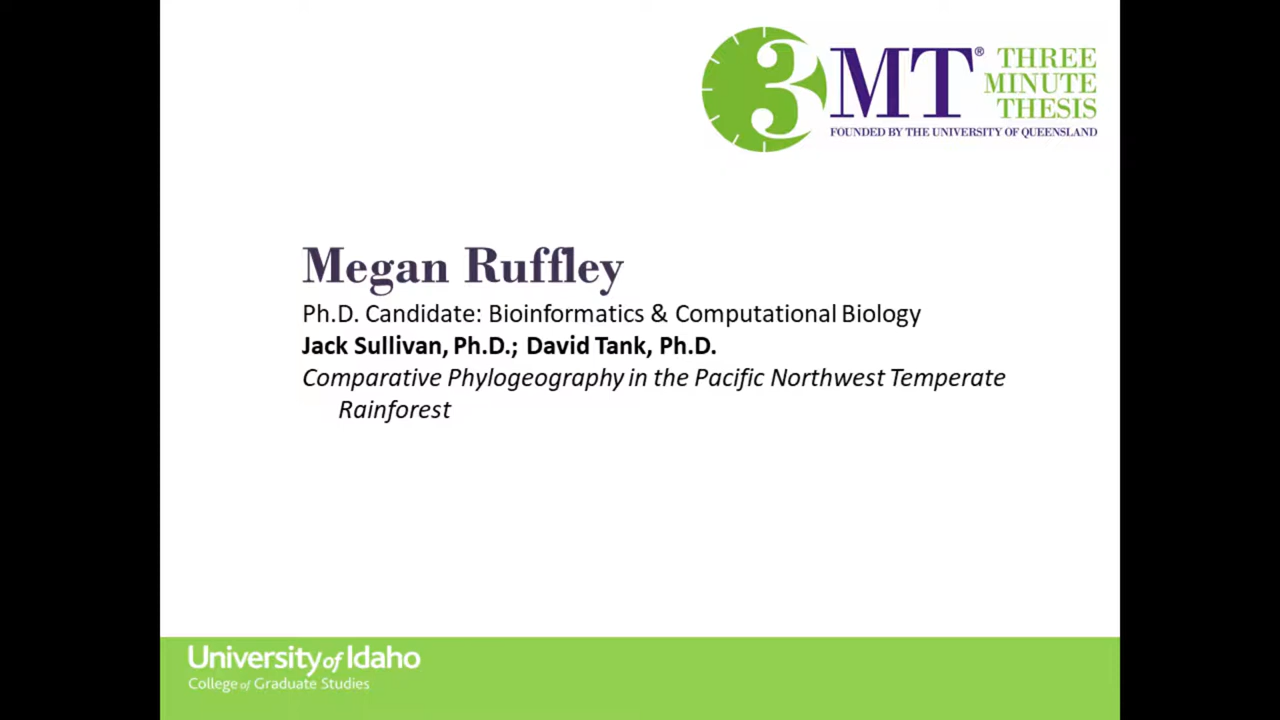 3MT® THREE
MINUTE
THESIS
FOUNDED BY THE UNIVERSITY OF QUEENSLAND
Megan Ruffley
Ph.D. Candidate: Bioinformatics & Computational Biology
Jack Sullivan, Ph.D.; David Tank, Ph.D.
Comparative Phylogeography in the Pacific Northwest Temperate
Rainforest
University of Idaho
College of Graduate Studies